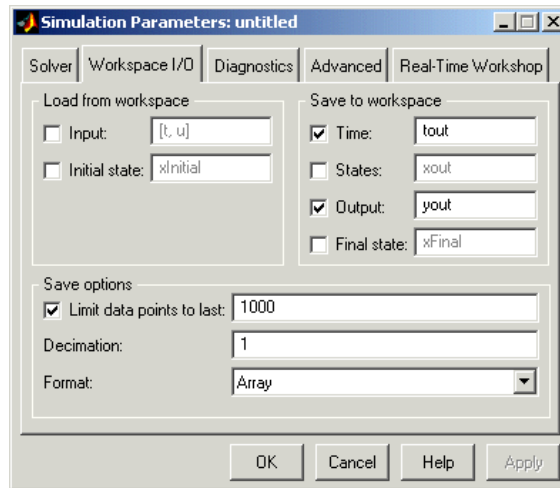 Simulation Parameters: untitled
Solver Workspace I/O Diagnostics Advanced Real-Time Workshop
Load from workspace
Input: [t, u]
Initial state: xInitial
Save to workspace
Time: tout
States: xout
Output: yout
Final state: xFinal
Save options
Limit data points to last: 1000
Decimation: 1
Format: Array
OK Cancel Help Apply